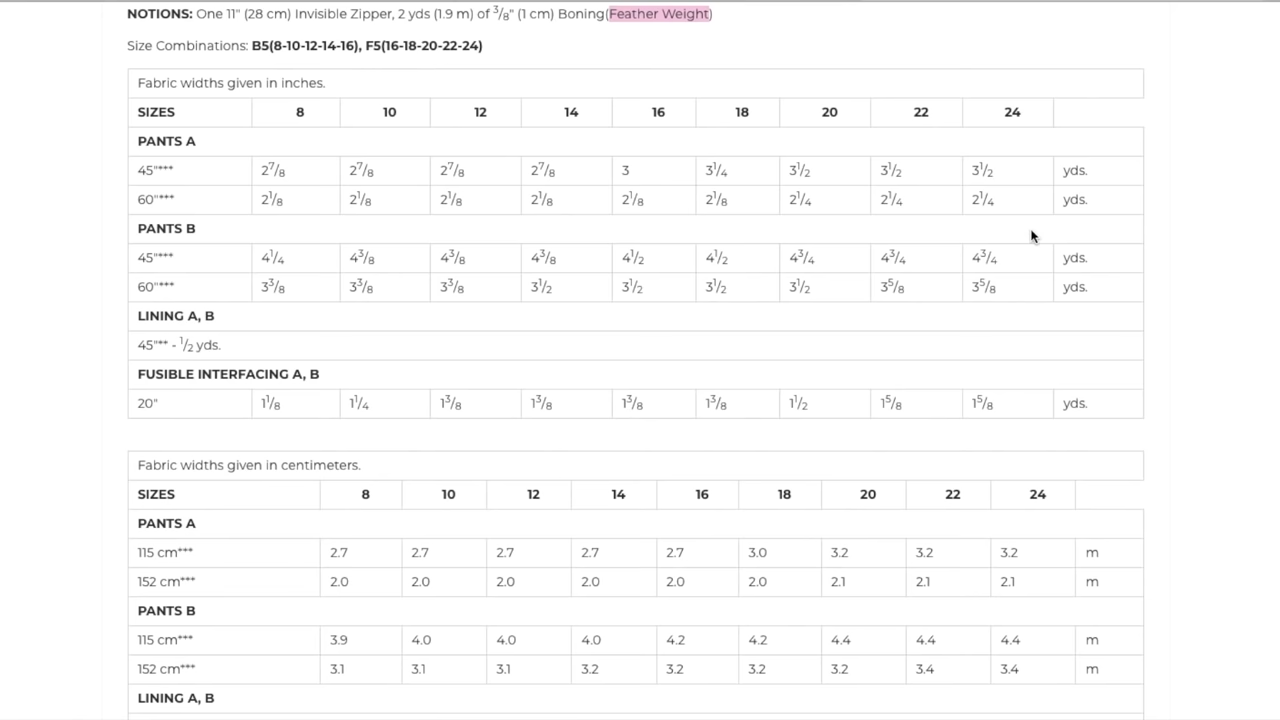 NOTIONS: One 11" (28 cm) Invisible Zipper, 2 yds (1.9 m) of 3/8" (1 cm) Boning(Feather Weight)
Size Combinations: B5(8-10-12-14-16), F5(16-18-20-22-24)
Fabric widths given in inches.
SIZES 8 10 12 14 16 18 20 22 24
PANTS A
45"*** 2 7/8 2 7/8 2 7/8 2 7/8 3 3 1/4 3 1/2 3 1/2 3 1/2 yds.
60"*** 2 1/8 2 1/8 2 1/8 2 1/8 2 1/8 2 1/8 2 1/4 2 1/4 2 1/4 yds.
PANTS B
45"*** 4 1/4 4 3/8 4 3/8 4 3/8 4 1/2 4 1/2 4 3/4 4 3/4 4 3/4 yds.
60"*** 3 3/8 3 3/8 3 3/8 3 1/2 3 1/2 3 1/2 3 1/2 3 5/8 3 5/8 yds.
LINING A, B
45"** - 1/2 yds.
FUSIBLE INTERFACING A, B
20" 1 1/8 1 1/4 1 3/8 1 3/8 1 3/8 1 3/8 1 1/2 1 5/8 1 5/8 yds.
Fabric widths given in centimeters.
SIZES 8 10 12 14 16 18 20 22 24
PANTS A
115 cm*** 2.7 2.7 2.7 2.7 2.7 3.0 3.2 3.2 3.2 m
152 cm*** 2.0 2.0 2.0 2.0 2.0 2.0 2.1 2.1 2.1 m
PANTS B
115 cm*** 3.9 4.0 4.0 4.0 4.2 4.2 4.4 4.4 4.4 m
152 cm*** 3.1 3.1 3.1 3.2 3.2 3.2 3.2 3.4 3.4 m
LINING A, B